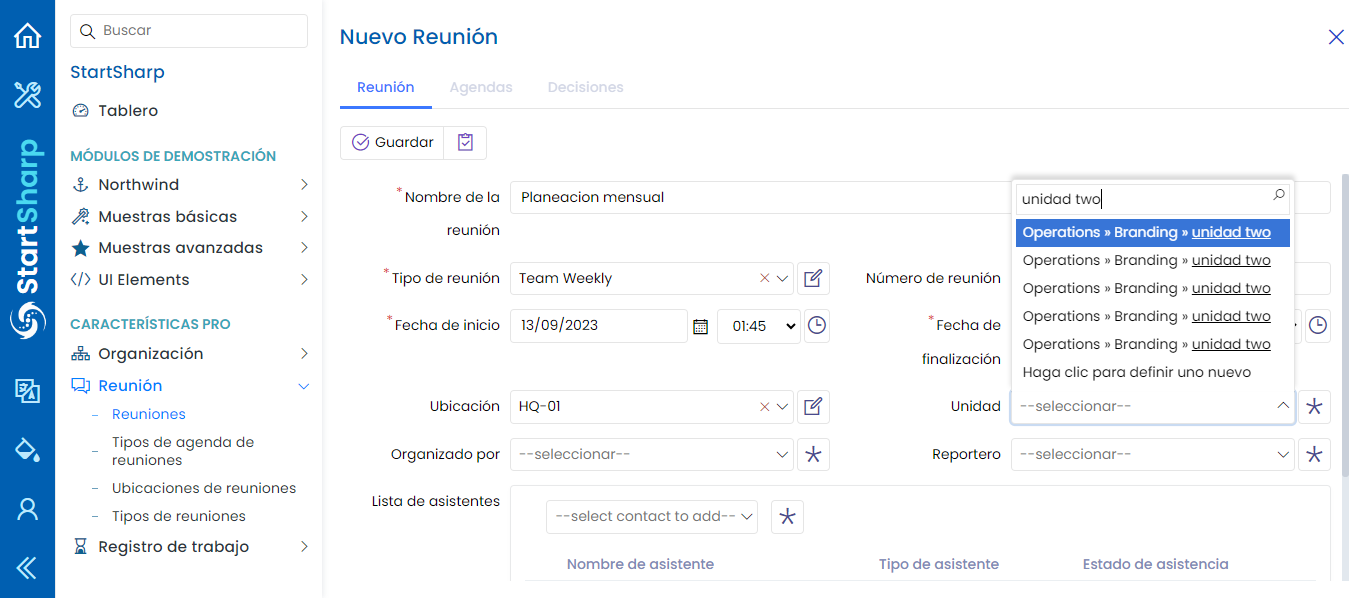 StartSharp
Buscar
StartSharp
Tablero
MÓDULOS DE DEMOSTRACIÓN
Northwind
Muestras básicas
Muestras avanzadas
UI Elements
CARACTERÍSTICAS PRO
Organización
Reunión
Reuniones
Tipos de agenda de
reuniones
Ubicaciones de reuniones
Tipos de reuniones
Registro de trabajo
Nuevo Reunión
Reunión
Agendas
Decisiones
Guardar
*Nombre de la
reunión
Planeacion mensual
*Tipo de reunión
Team Weekly
Número de reunión
*Fecha de inicio
13/09/2023
01:45
*Fecha de
finalización
Ubicación
HQ-01
unidad two
Operations » Branding » unidad two
Operations » Branding » unidad two
Operations » Branding » unidad two
Operations » Branding » unidad two
Operations » Branding » unidad two
Haga clic para definir uno nuevo
Unidad
--seleccionar--
Organizado por
--seleccionar--
Reportero
--seleccionar--
Lista de asistentes
--select contact to add--
Nombre de asistente
Tipo de asistente
Estado de asistencia